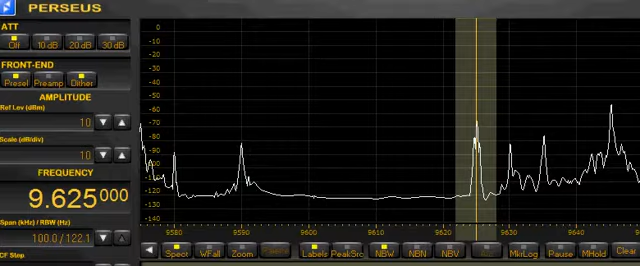 PERSEUS
ATT
Off 10 dB 20 dB 30 dB
FRONT-END
Presel Preamp Dither
AMPLITUDE
Ref Lev (dBm)
10
Scale (dB/div)
10
FREQUENCY
9.625000
Span (kHz) / RBW (Hz)
100.0 / 122.1
CF Step
0
-10
-20
-30
-40
-50
-60
-70
-80
-90
-100
-110
-120
-130
-140
9580 9590 9600 9610 9620 9630 9640
Spect WFall Zoom Labels PeakSrc NBW NBN NBV MkrLog Pause MHold Clear